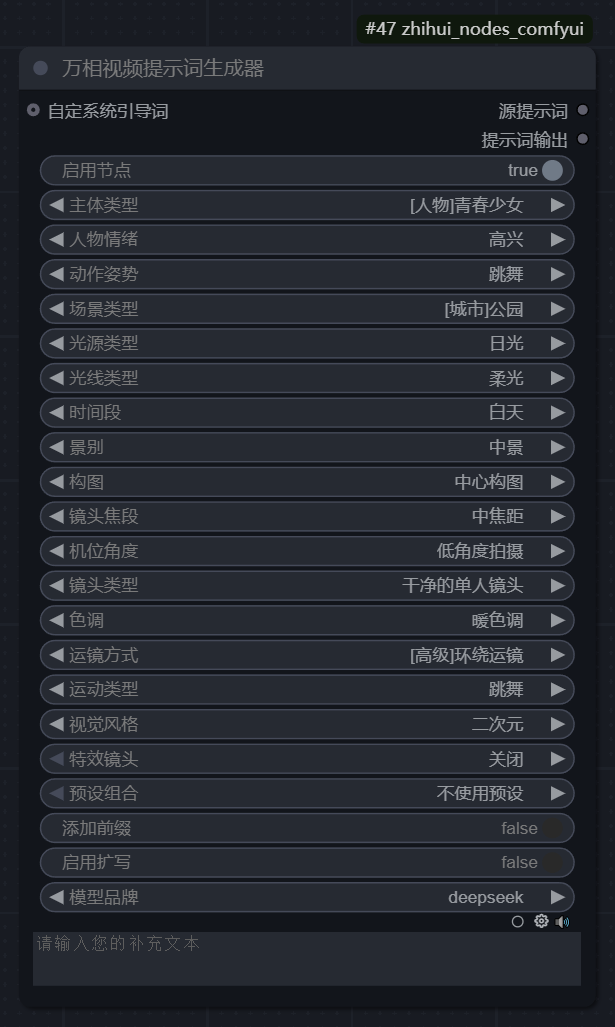 #47 zhihui_nodes_comfyui
万相视频提示词生成器
自定系统引导词 源提示词
提示词输出
启用节点 true
主体类型 [人物]青春少女
人物情绪 高兴
动作姿势 跳舞
场景类型 [城市]公园
光源类型 日光
光线类型 柔光
时间段 白天
景别 中景
构图 中心构图
镜头焦段 中焦距
机位角度 低角度拍摄
镜头类型 干净的单人镜头
色调 暖色调
运镜方式 [高级]环绕运镜
运动类型 跳舞
视觉风格 二次元
特效镜头 关闭
预设组合 不使用预设
添加前缀 false
启用扩写 false
模型品牌 deepseek
请输入您的补充文本